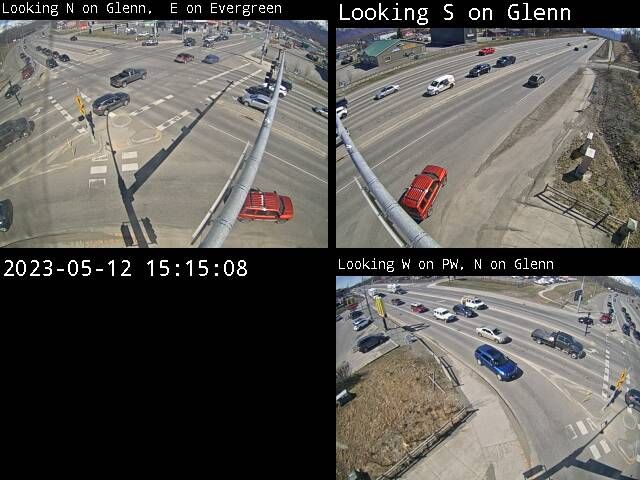 Looking N on Glenn,  E on Evergreen
Looking S on Glenn
2023-05-12 15:15:08
Looking W on PW, N on Glenn